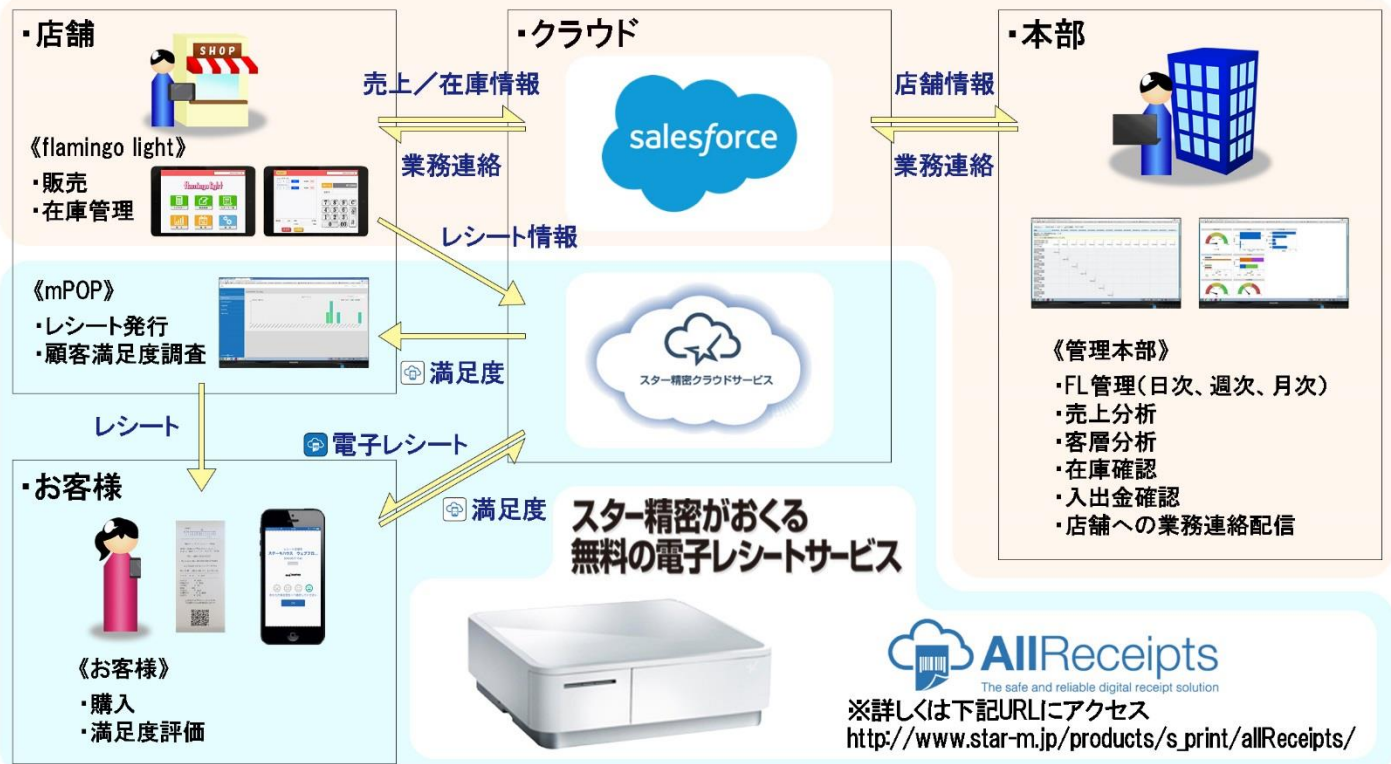 ・店舗
SHOP
《flamingo light》
・販売
・在庫管理
flamingo light
売上／在庫情報
業務連絡
・クラウド
salesforce
店舗情報
業務連絡
・本部
レシート情報
《mPOP》
・レシート発行
・顧客満足度調査
満足度
スター精密クラウドサービス
《管理本部》
・FL管理（日次、週次、月次）
・売上分析
・客層分析
・在庫確認
・入出金確認
・店舗への業務連絡配信
レシート
電子レシート
満足度
・お客様
《お客様》
・購入
・満足度評価
スター精密がおくる
無料の電子レシートサービス
AllReceipts
The safe and reliable digital receipt solution
※詳しくは下記URLにアクセス
http://www.star-m.jp/products/s_print/allReceipts/